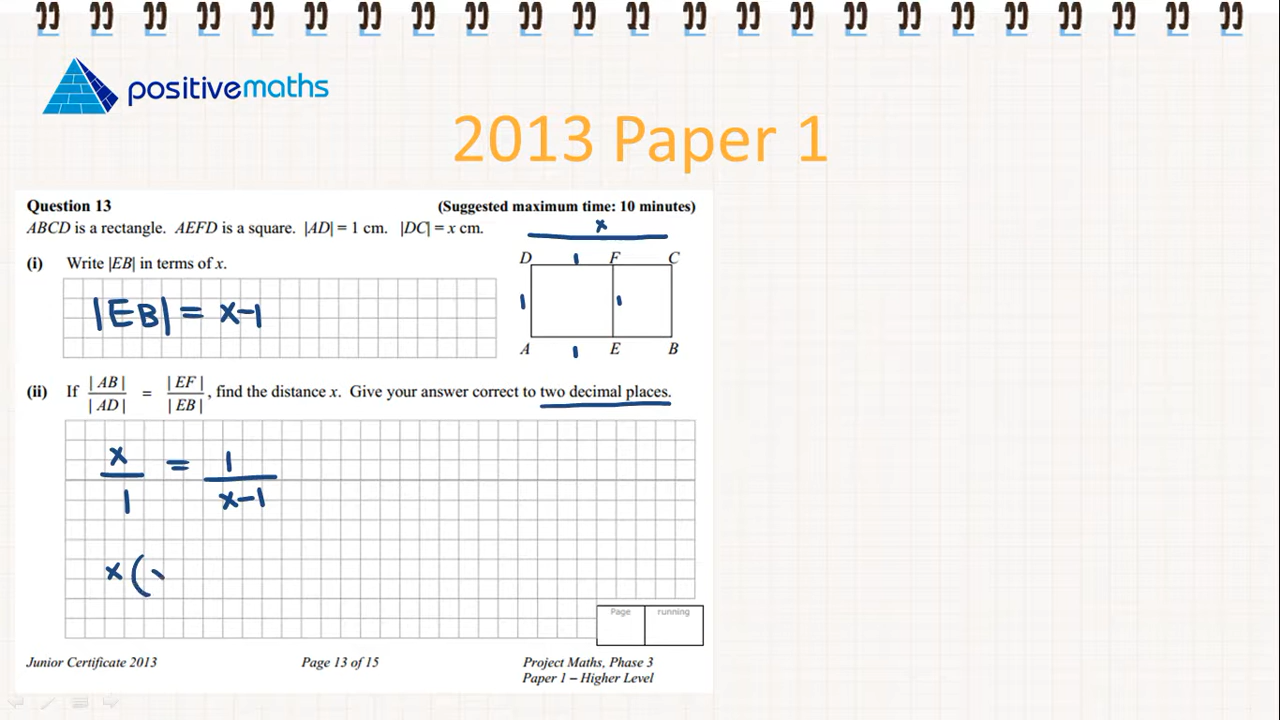 positivemaths
2013 Paper 1
Question 13 (Suggested maximum time: 10 minutes)
ABCD is a rectangle. AEFD is a square. |AD| = 1 cm. |DC| = x cm.
x
(i) Write |EB| in terms of x.
D 1 F C
|EB| = x-1
1 1
A 1 E B
(ii) If |AB| / |AD| = |EF| / |EB|, find the distance x. Give your answer correct to two decimal places.
x / 1 = 1 / x-1
x (
Page running
Junior Certificate 2013 Page 13 of 15 Project Maths, Phase 3
Paper 1 – Higher Level